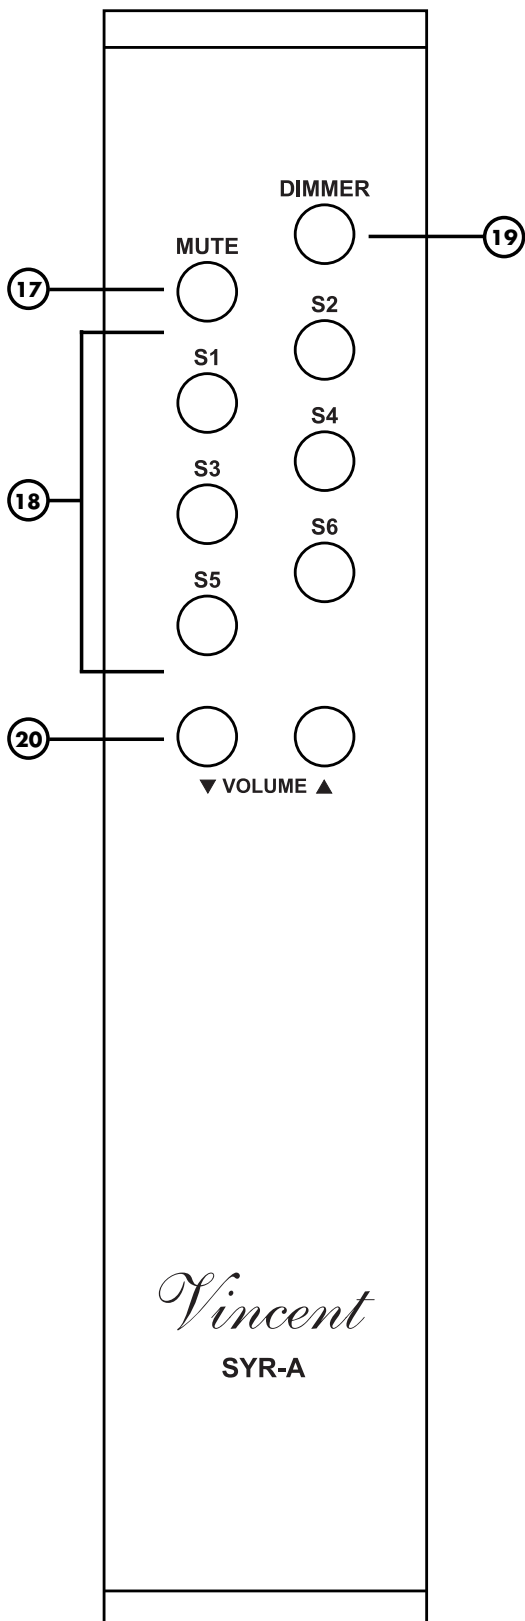 DIMMER
19
MUTE
17
S2
S1
S4
S3
18
S6
S5
20
▼ VOLUME ▲
Vincent
SYR-A